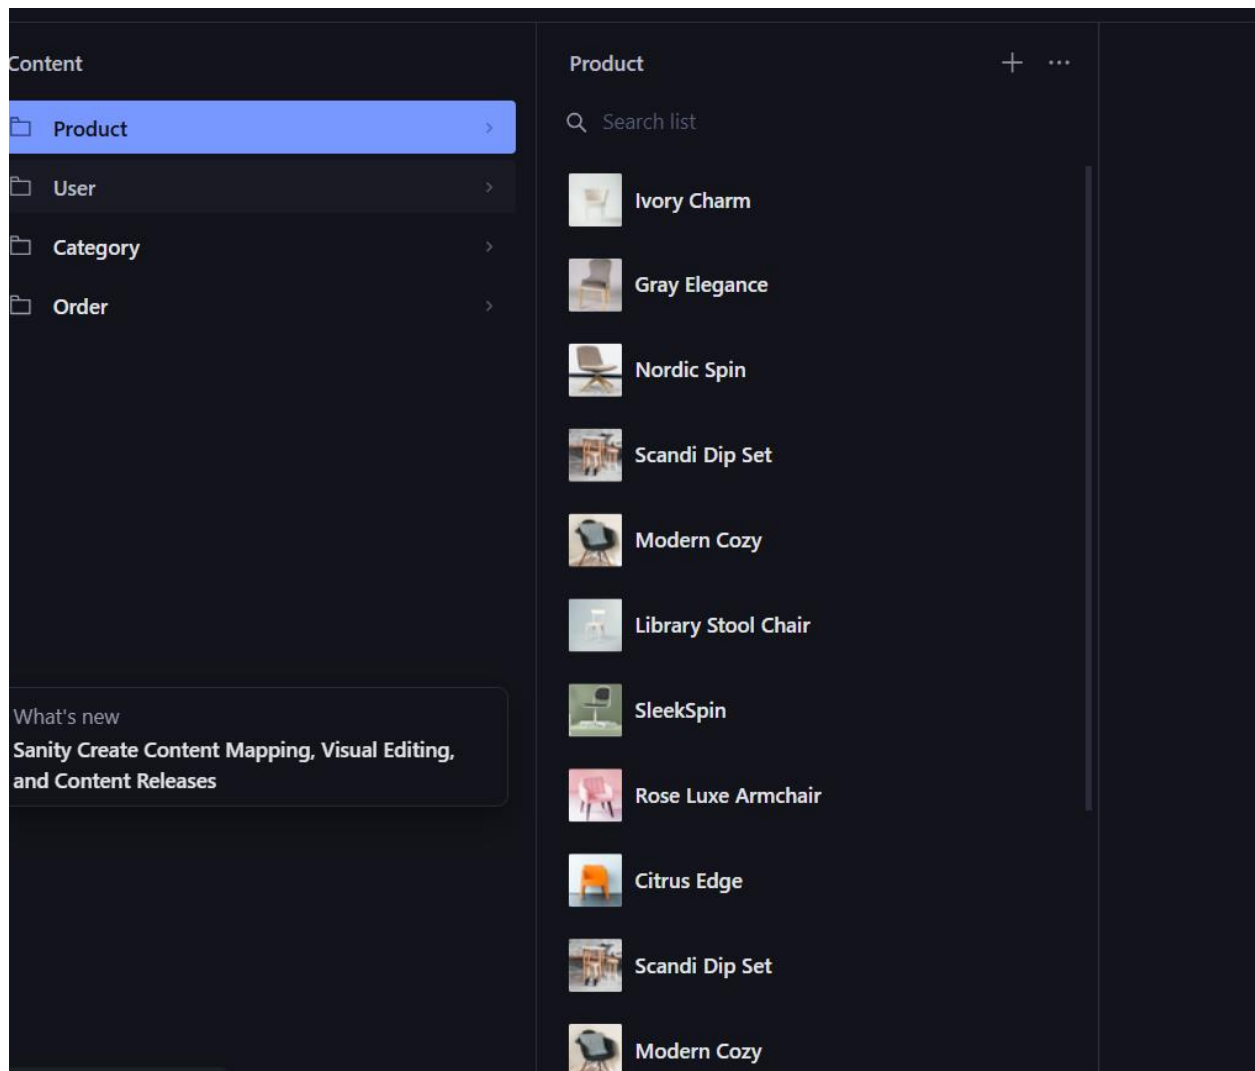 Content
Product
User
Category
Order
What's new
Sanity Create Content Mapping, Visual Editing,
and Content Releases
Product
Search list
Ivory Charm
Gray Elegance
Nordic Spin
Scandi Dip Set
Modern Cozy
Library Stool Chair
SleekSpin
Rose Luxe Armchair
Citrus Edge
Scandi Dip Set
Modern Cozy